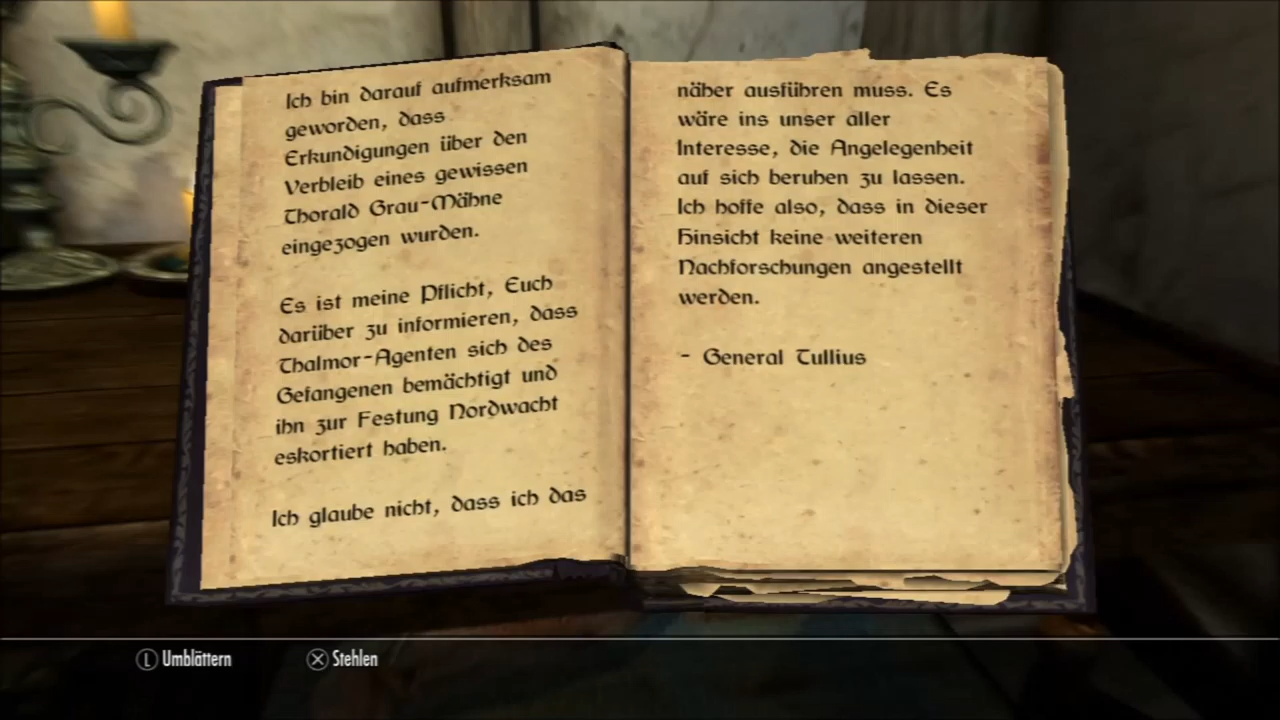 Ich bin darauf aufmerksam
geworden, dass
Erkundigungen über den
Verbleib eines gewissen
Thorald Grau-Mähne
eingezogen wurden.
Es ist meine Pflicht, Euch
darüber zu informieren, dass
Thalmor-Agenten sich des
Gefangenen bemächtigt und
ihn zur Festung Nordwacht
eskortiert haben.
Ich glaube nicht, dass ich das
näher ausführen muss. Es
wäre ins unser aller
Interesse, die Angelegenheit
auf sich beruhen zu lassen.
Ich hoffe also, dass in dieser
Hinsicht keine weiteren
Nachforschungen angestellt
werden.
- General Tullius
L Umblättern X Stehlen